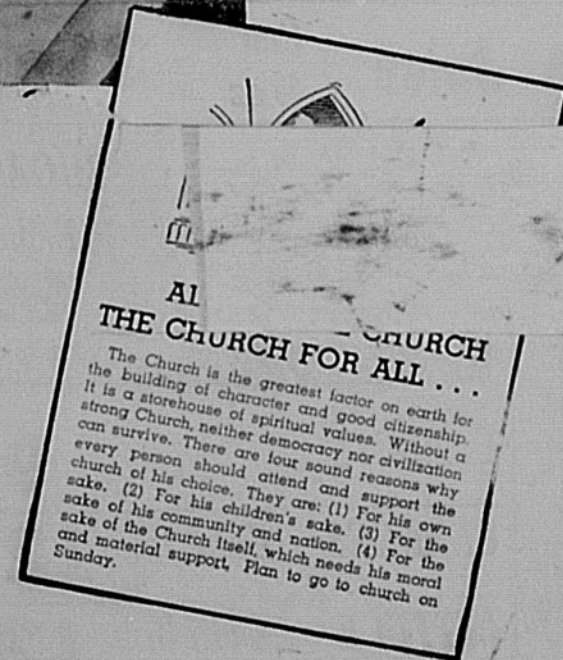 CHURCH
THE CHURCH FOR ALL . . .
The Church is the greatest factor on earth for
the building of character and good citizenship.
It is a storehouse of spiritual values. Without a
strong Church, neither democracy nor civilization
can survive. There are four sound reasons why
every person should attend and support the
church of his choice. They are: (1) For his own
sake. (2) For his children's sake. (3) For the
sake of his community and nation. (4) For the
sake of the Church itself, which needs his moral
and material support. Plan to go to church on
Sunday.